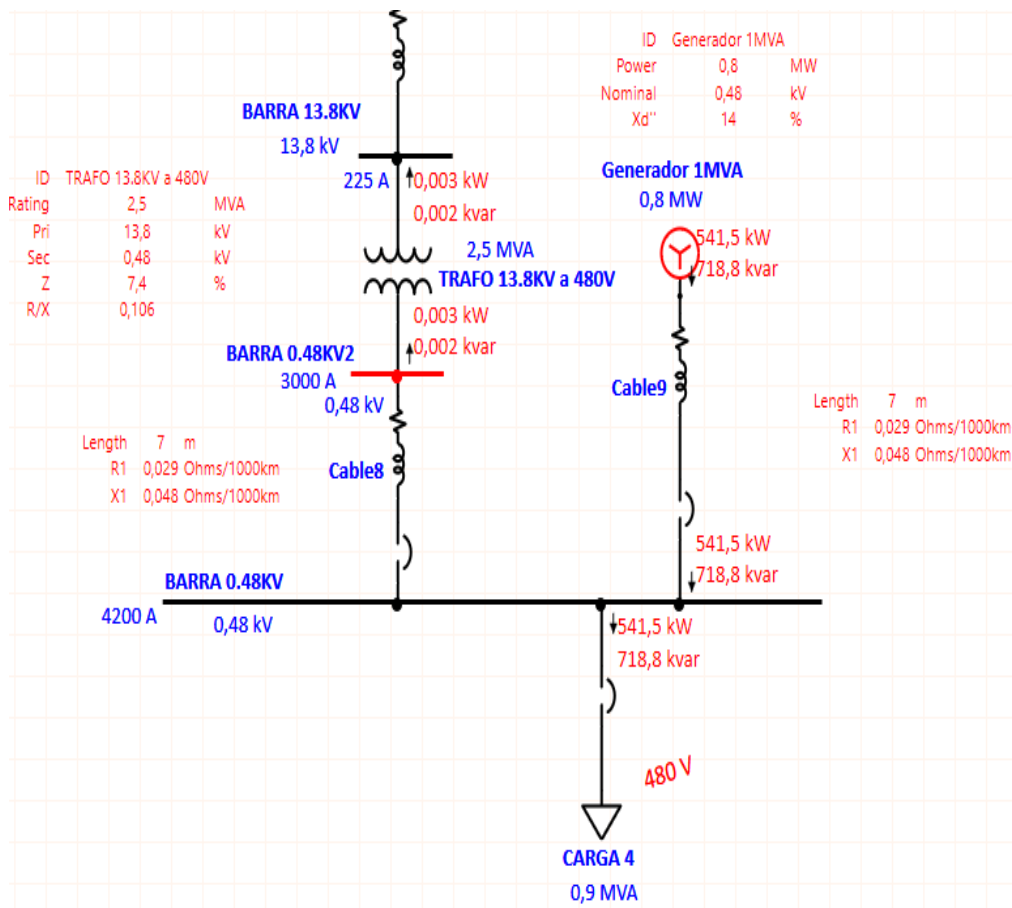 ID Generador 1MVA
Power 0,8 MW
Nominal 0,48 kV
Xd" 14 %
BARRA 13.8KV
13,8 kV
225 A
0,003 kW
0,002 kvar
ID TRAFO 13.8KV a 480V
Rating 2,5 MVA
Pri 13,8 kV
Sec 0,48 kV
Z 7,4 %
R/X 0,106
2,5 MVA
TRAFO 13.8KV a 480V
0,003 kW
0,002 kvar
Generador 1MVA
0,8 MW
541,5 kW
718,8 kvar
BARRA 0.48KV2
3000 A
0,48 kV
Cable9
Length 7 m
R1 0,029 Ohms/1000km
X1 0,048 Ohms/1000km
Length 7 m
R1 0,029 Ohms/1000km
X1 0,048 Ohms/1000km
Cable8
541,5 kW
718,8 kvar
BARRA 0.48KV
4200 A
0,48 kV
541,5 kW
718,8 kvar
480 V
CARGA 4
0,9 MVA